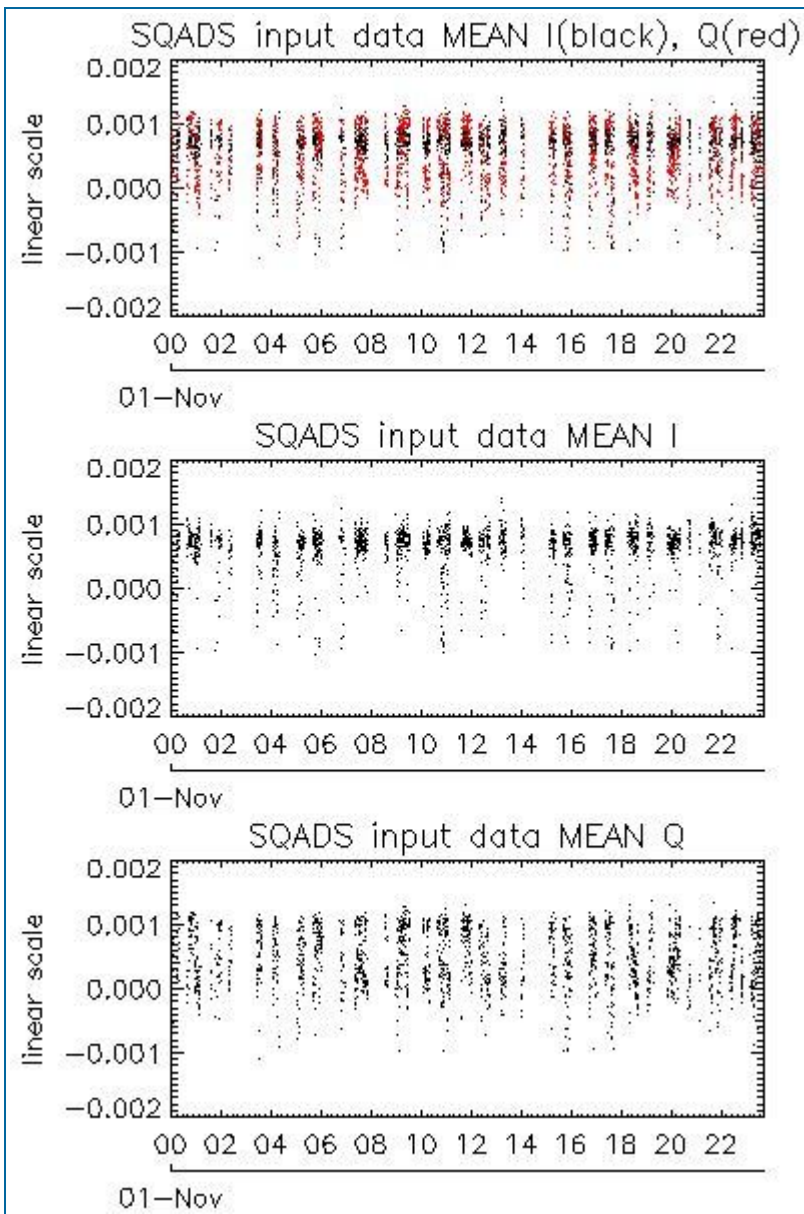 SQADS input data MEAN I(black), Q(red)
0.002
0.001
0.000
-0.001
-0.002
linear scale
00 02 04 06 08 10 12 14 16 18 20 22
01-Nov
SQADS input data MEAN I
0.002
0.001
0.000
-0.001
-0.002
linear scale
00 02 04 06 08 10 12 14 16 18 20 22
01-Nov
SQADS input data MEAN Q
0.002
0.001
0.000
-0.001
-0.002
linear scale
00 02 04 06 08 10 12 14 16 18 20 22
01-Nov